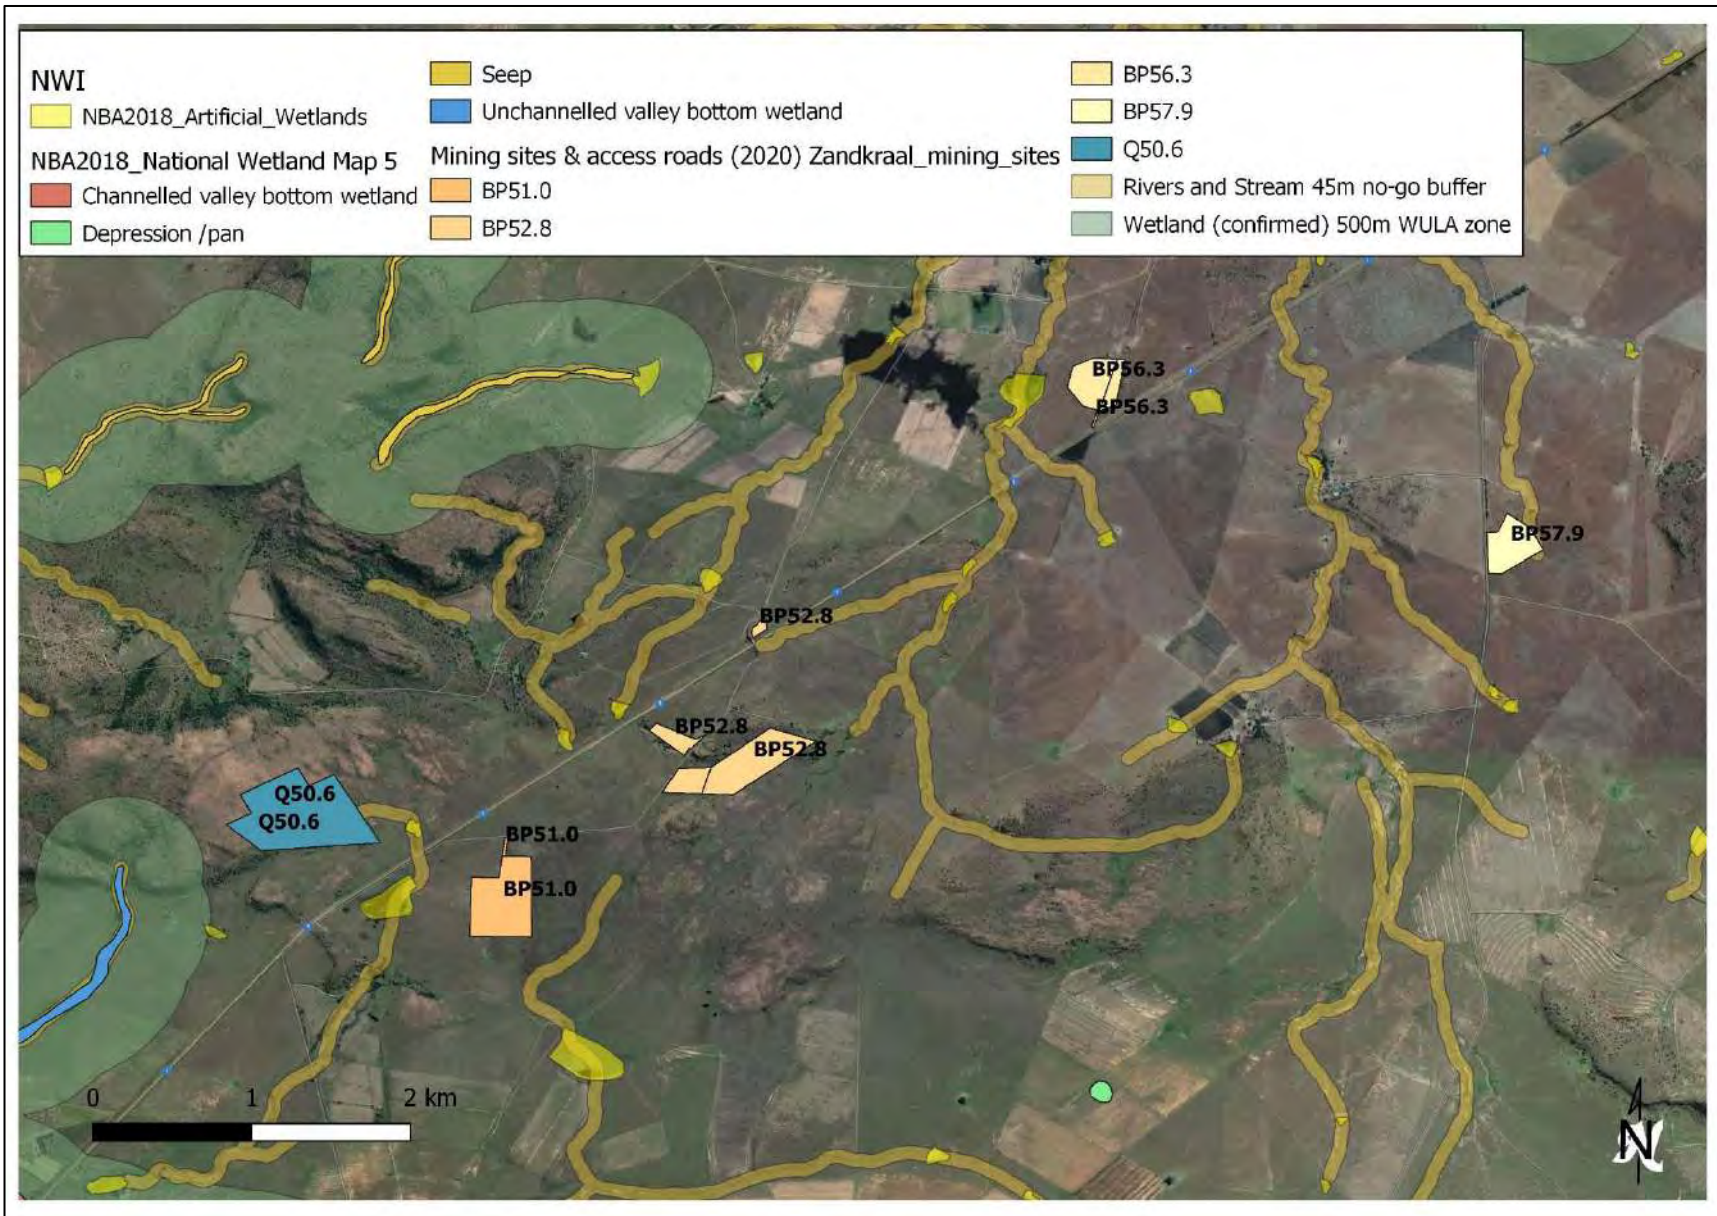 NWI
NBA2018_Artificial_Wetlands
NBA2018_National Wetland Map 5
Channelled valley bottom wetland
Depression /pan
Seep
Unchannelled valley bottom wetland
Mining sites & access roads (2020) Zandkraal_mining_sites
BP51.0
BP52.8
BP56.3
BP57.9
Q50.6
Rivers and Stream 45m no-go buffer
Wetland (confirmed) 500m WULA zone
BP56.3
BP56.3
BP57.9
BP52.8
BP52.8
BP52.8
Q50.6
Q50.6
BP51.0
BP51.0
0 1 2 km
N